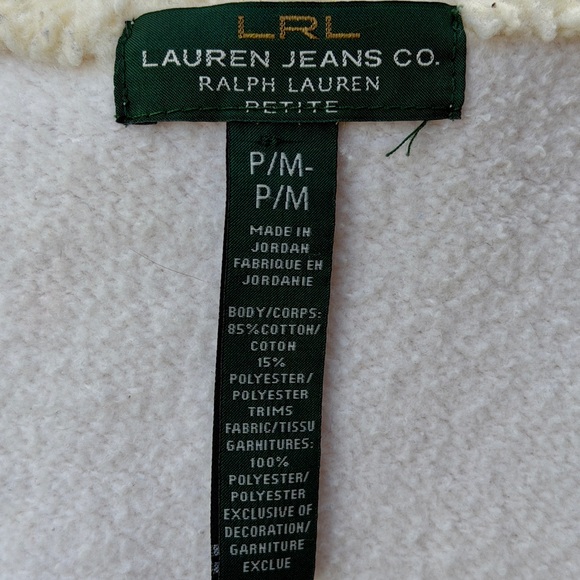 LRL
LAUREN JEANS CO.
RALPH LAUREN
PETITE
P/M-
P/M
MADE IN
JORDAN
FABRIQUE EN
JORDANIE
BODY/CORPS:
85%COTTON/
COTON
15%
POLYESTER/
POLYESTER
TRIMS
FABRIC/TISSU
GARNITURES:
100%
POLYESTER/
POLYESTER
EXCLUSIVE OF
DECORATION/
GARNITURE
EXCLUE